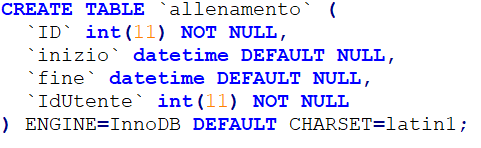 CREATE TABLE `allenamento` (
  `ID` int(11) NOT NULL,
  `inizio` datetime DEFAULT NULL,
  `fine` datetime DEFAULT NULL,
  `IdUtente` int(11) NOT NULL
) ENGINE=InnoDB DEFAULT CHARSET=latin1;